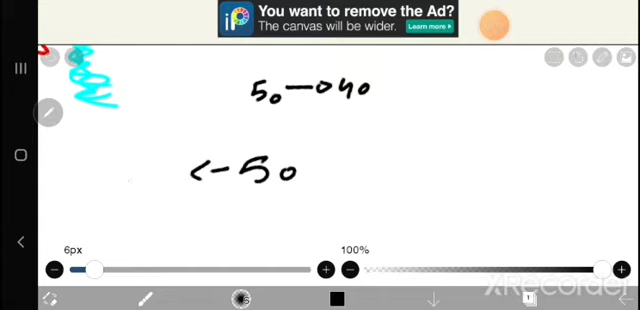 You want to remove the Ad?
The canvas will be wider.
Learn more
50—040
<-50
6px
100%
1
XRecorder